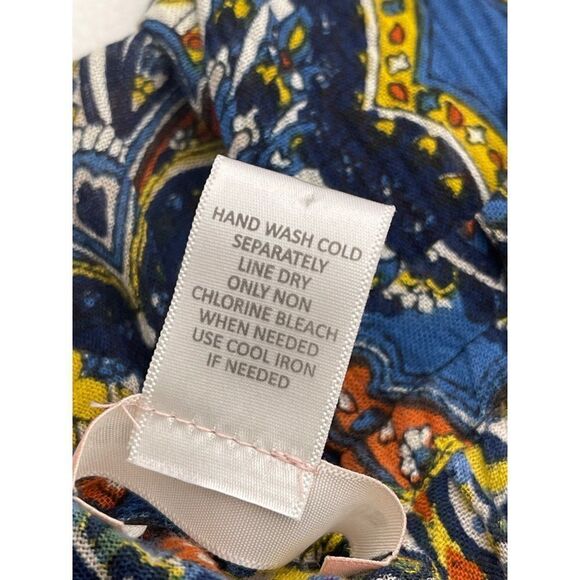 HAND WASH COLD
SEPARATELY
LINE DRY
ONLY NON
CHLORINE BLEACH
WHEN NEEDED
USE COOL IRON
IF NEEDED